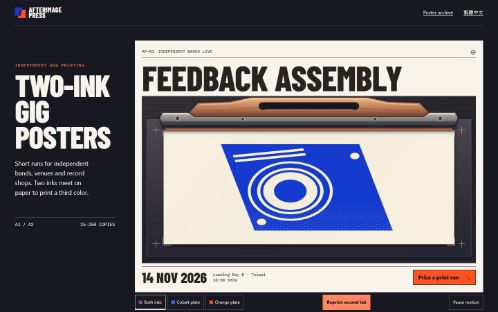 AFTERIMAGE
PRESS
Poster archive
繁體中文
INDEPENDENT GIG PRINTING
TWO-INK
GIG
POSTERS
Short runs for independent
bands, venues and record
shops. Two inks meet on
paper to print a third color.
A3 / A2
25–250 COPIES
AP–01 INDEPENDENT BANDS LIVE
FEEDBACK ASSEMBLY
14 NOV 2026
Loading Bay 8 · Taipei
Price a print run
Both inks
Cobalt plate
Orange plate
Reprint second ink
Pause motion